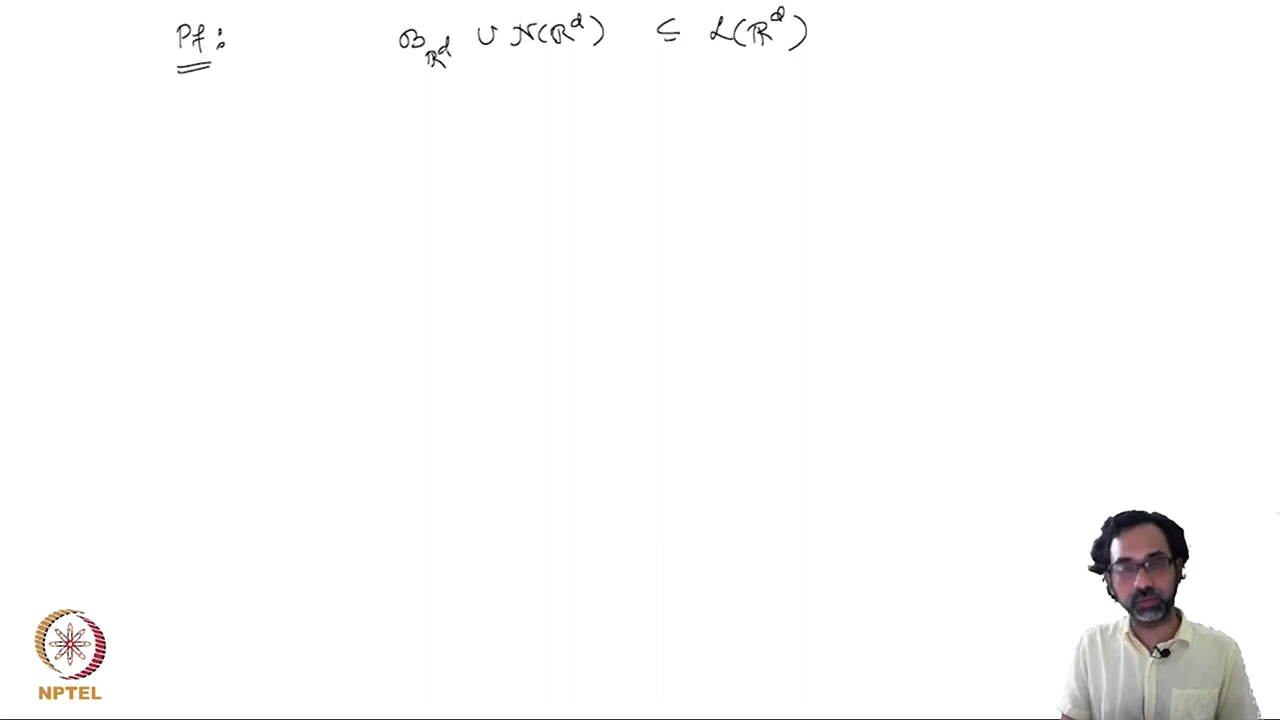 Pf: 𝓑_{ℝ^d} ∪ 𝒩(ℝ^d) ⊆ 𝓛(ℝ^d)
NPTEL